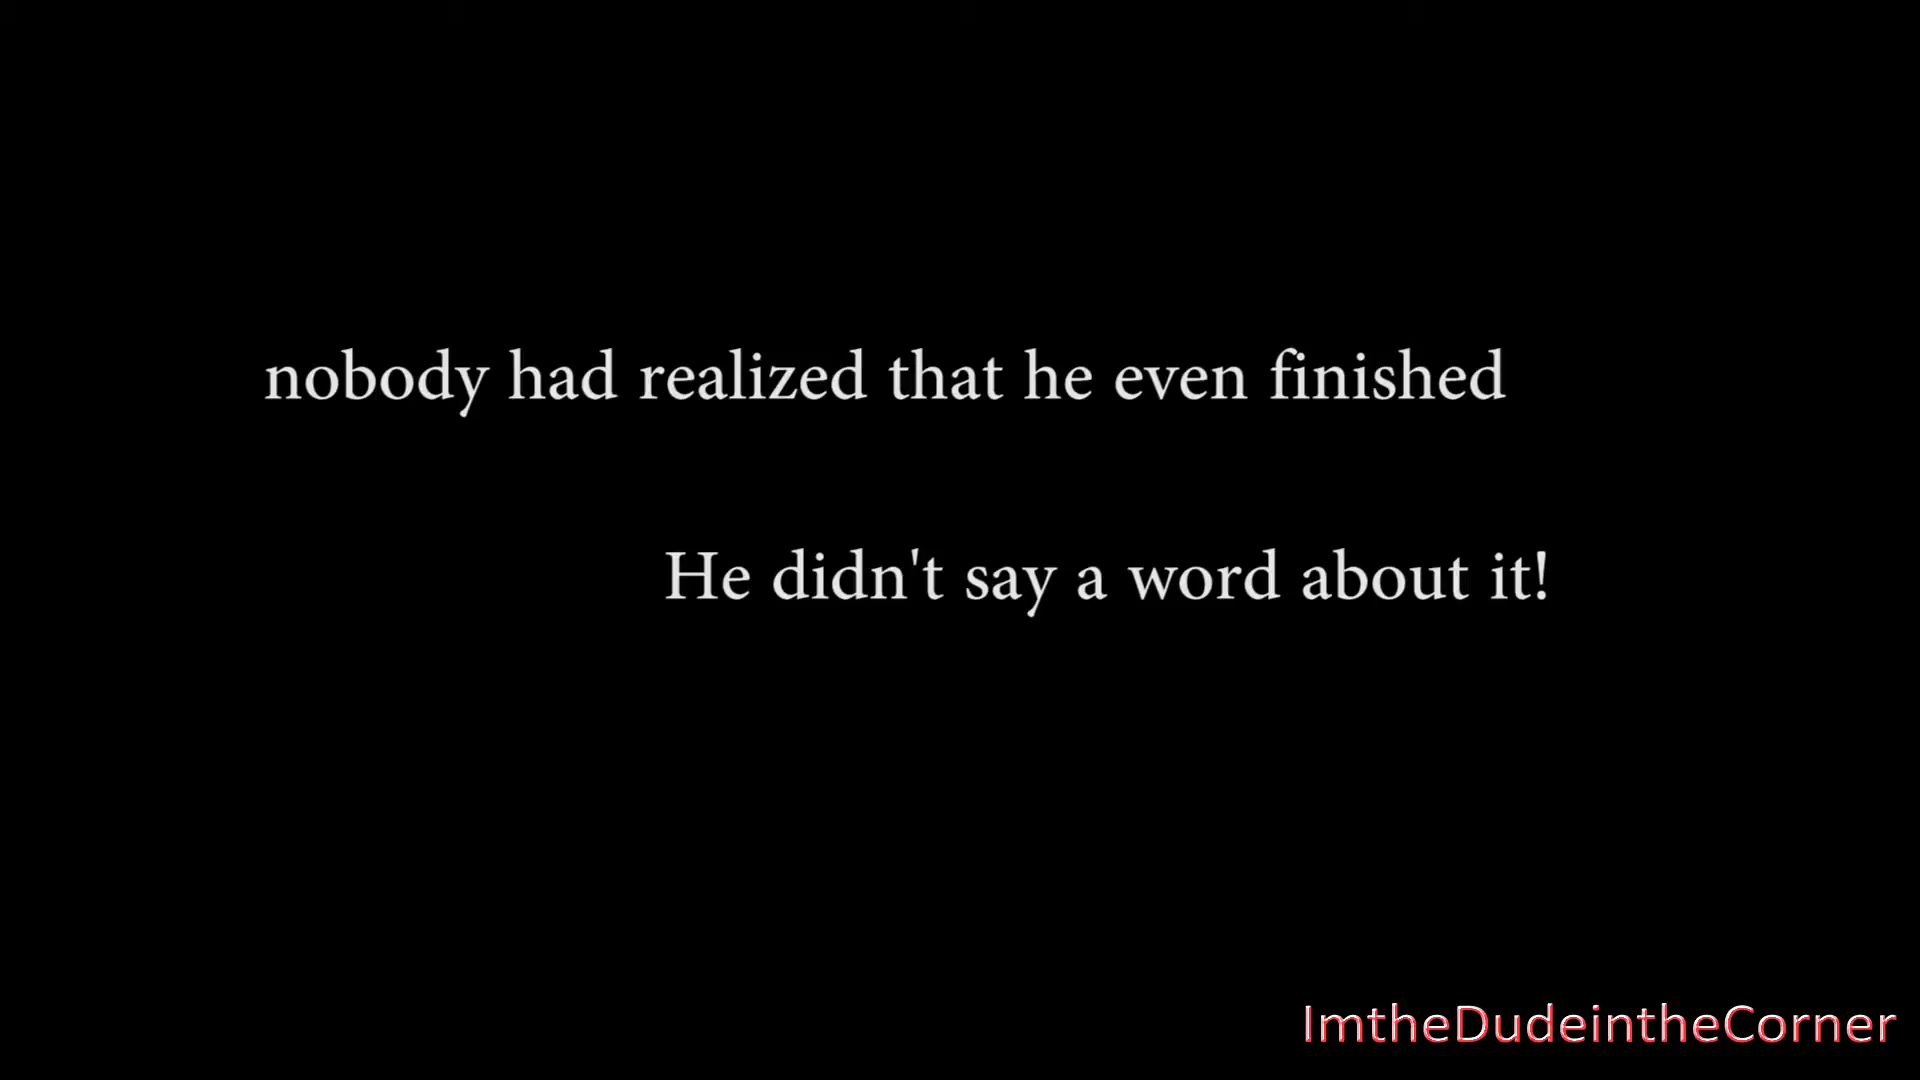 nobody had realized that he even finished
He didn't say a word about it!
ImtheDudeintheCorner